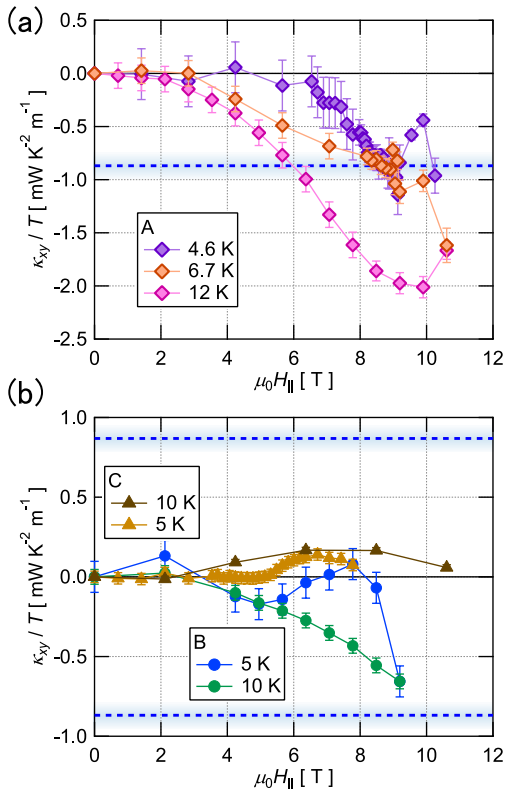 (a)
0.5
0.0
-0.5
-1.0
-1.5
-2.0
-2.5
κxy / T [ mW K⁻² m⁻¹ ]
A
4.6 K
6.7 K
12 K
0 2 4 6 8 10 12
μ₀H|| [ T ]
(b)
1.0
0.5
0.0
-0.5
-1.0
κxy / T [ mW K⁻² m⁻¹ ]
C
10 K
5 K
B
5 K
10 K
0 2 4 6 8 10 12
μ₀H|| [ T ]